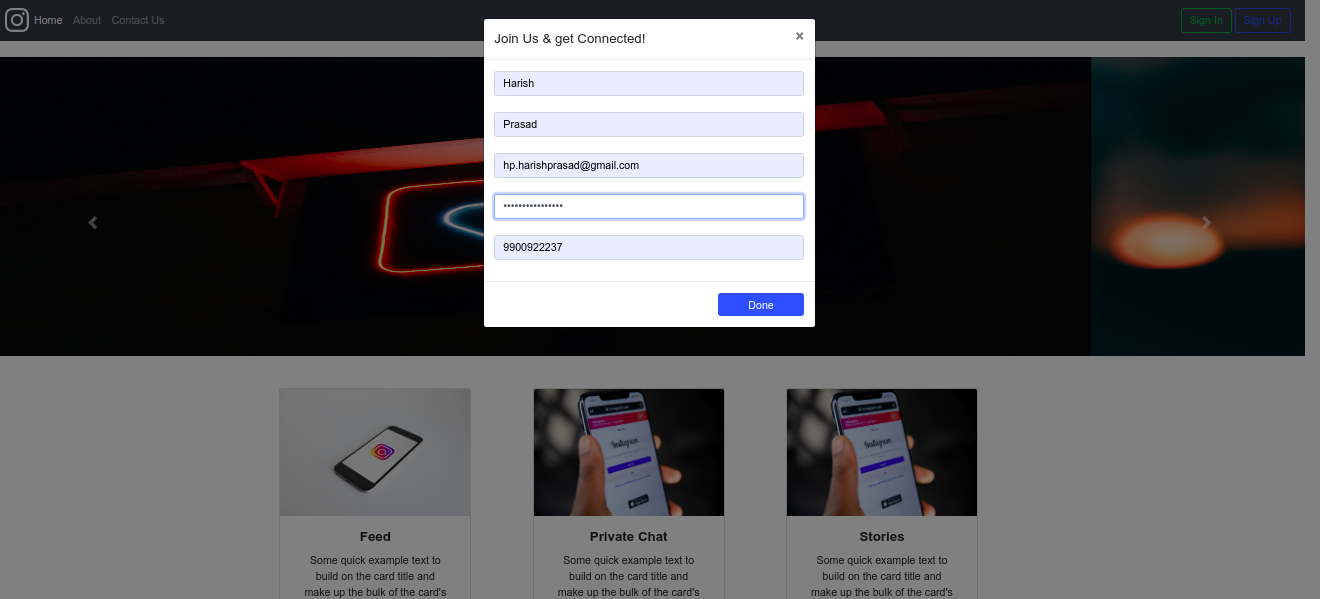 Home About Contact Us
Sign In Sign Up
Join Us & get Connected!
×
Harish
Prasad
hp.harishprasad@gmail.com
••••••••••••••••
9900922237
Done
Instagram
Instagram
Feed
Private Chat
Stories
Some quick example text to
build on the card title and
make up the bulk of the card's
Some quick example text to
build on the card title and
make up the bulk of the card's
Some quick example text to
build on the card title and
make up the bulk of the card's